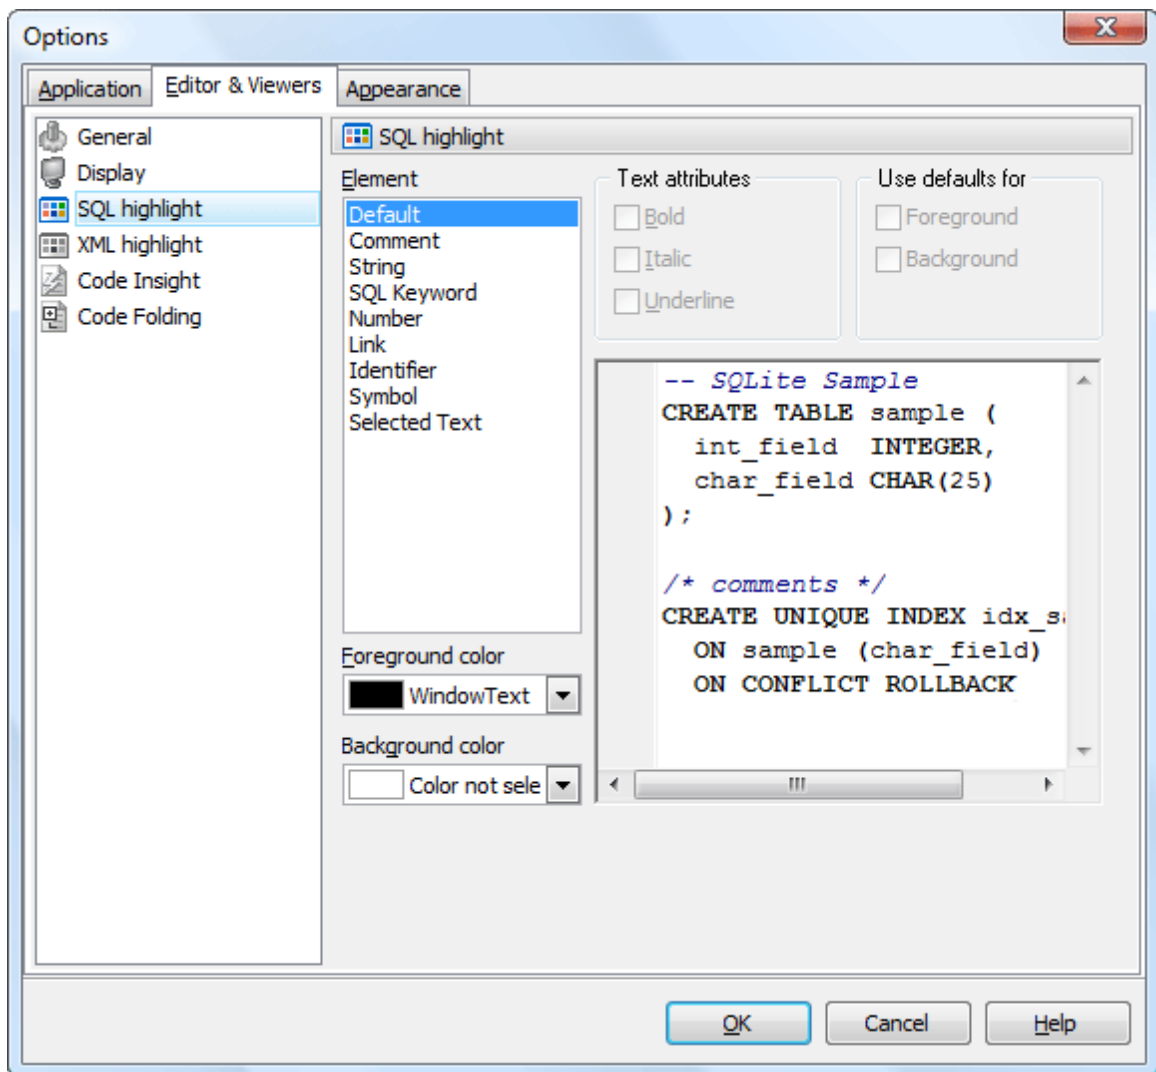 Options
Application
Editor & Viewers
Appearance
General
Display
SQL highlight
XML highlight
Code Insight
Code Folding
SQL highlight
Element
Default
Comment
String
SQL Keyword
Number
Link
Identifier
Symbol
Selected Text
Foreground color
WindowText
Background color
Color not sele
Text attributes
Bold
Italic
Underline
Use defaults for
Foreground
Background
-- SQLite Sample
CREATE TABLE sample (
int_field INTEGER,
char_field CHAR(25)
);
/* comments */
CREATE UNIQUE INDEX
ON sample (char_field)
ON CONFLICT ROLLBACK
OK
Cancel
Help